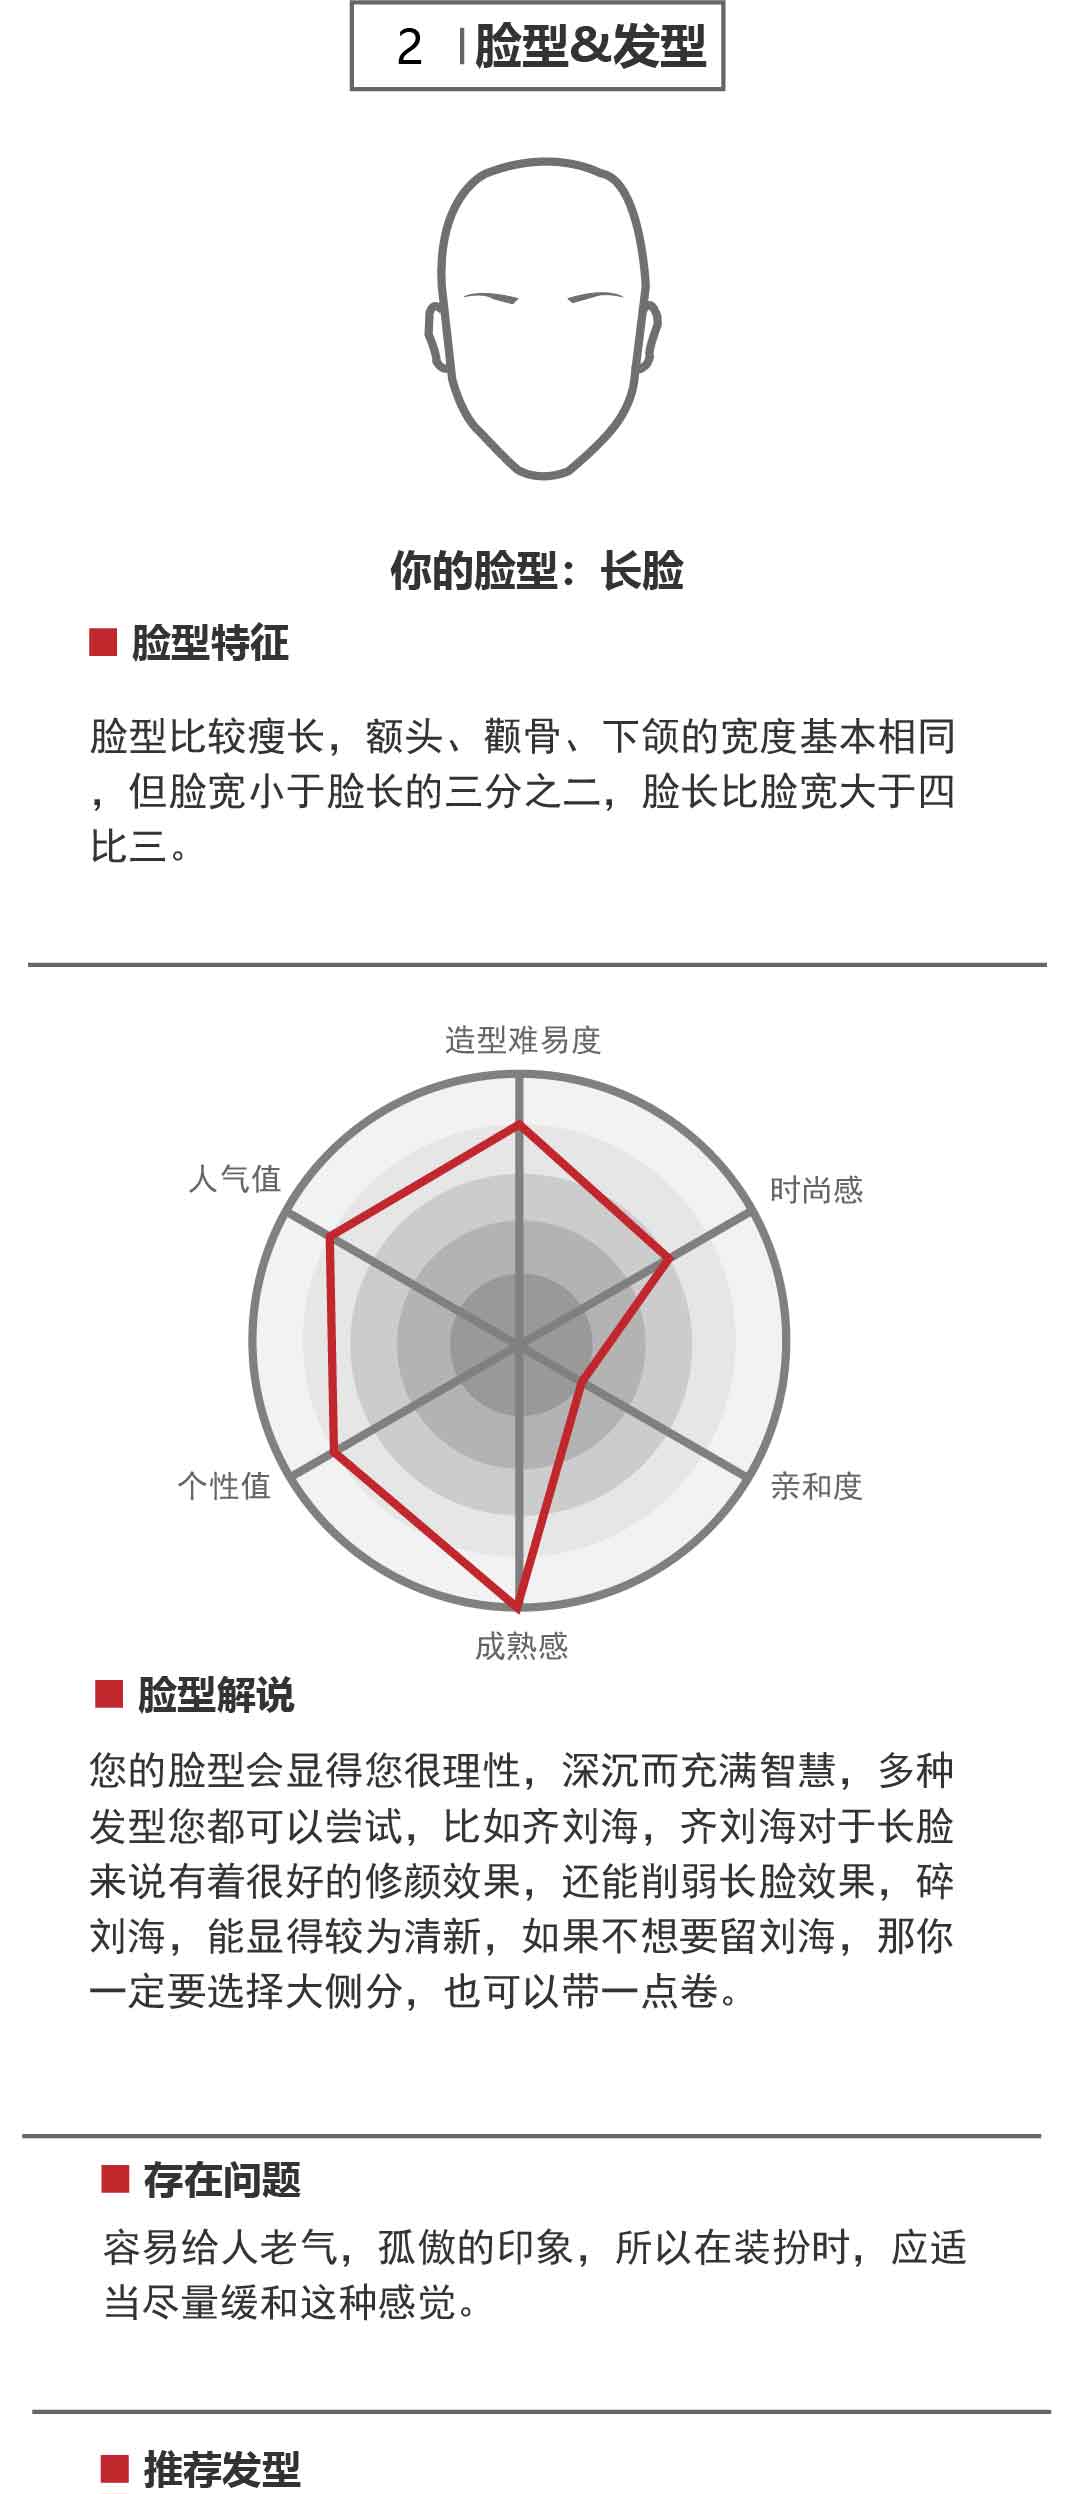 2 |脸型&发型
你的脸型：长脸
脸型特征
脸型比较瘦长，额头、颧骨、下颌的宽度基本相同
，但脸宽小于脸长的三分之二，脸长比脸宽大于四
比三。
造型难易度
人气值
时尚感
个性值
亲和度
成熟感
脸型解说
您的脸型会显得您很理性，深沉而充满智慧，多种
发型您都可以尝试，比如齐刘海，齐刘海对于长脸
来说有着很好的修颜效果，还能削弱长脸效果，碎
刘海，能显得较为清新，如果不想要留刘海，那你
一定要选择大侧分，也可以带一点卷。
存在问题
容易给人老气，孤傲的印象，所以在装扮时，应适
当尽量缓和这种感觉。
推荐发型